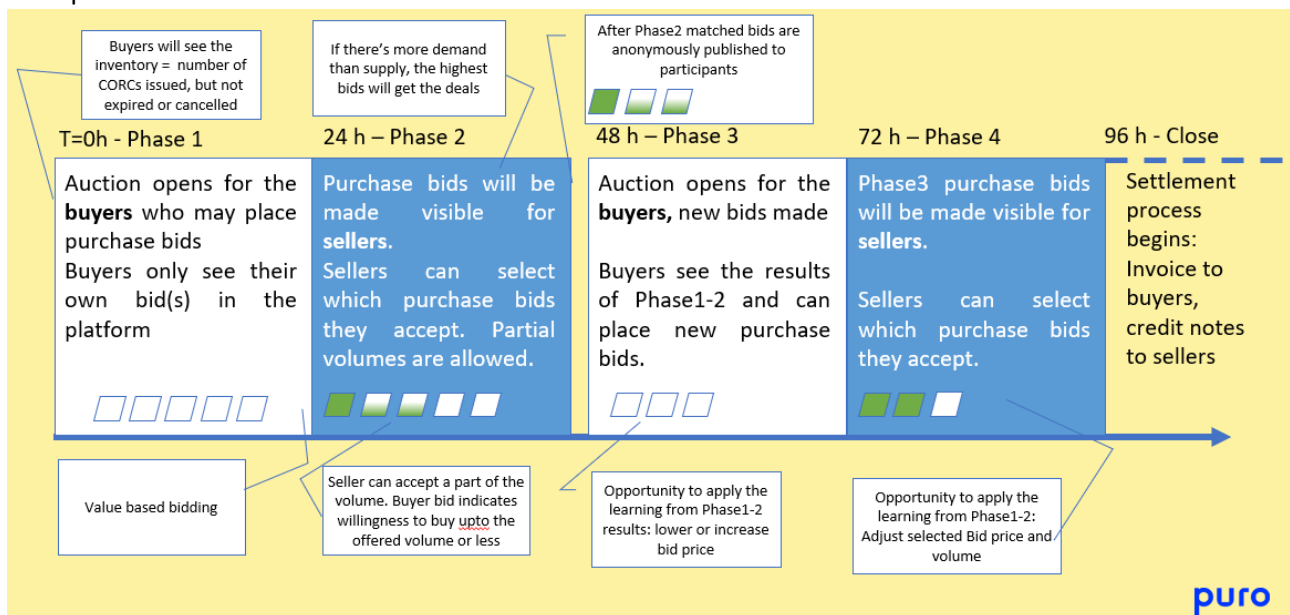 Buyers will see the
inventory = number of
CORCs issued, but not
expired or cancelled
If there's more demand
than supply, the highest
bids will get the deals
After Phase2 matched bids are
anonymously published to
participants
T=0h - Phase 1
24 h – Phase 2
48 h – Phase 3
72 h – Phase 4
96 h - Close
Auction opens for the
buyers who may place
purchase bids
Buyers only see their
own bid(s) in the
platform
Purchase bids will be
made visible for
sellers.
Sellers can select
which purchase bids
they accept. Partial
volumes are allowed.
Auction opens for the
buyers, new bids made
Buyers see the results
of Phase1-2 and can
place new purchase
bids.
Phase3 purchase bids
will be made visible for
sellers.
Sellers can select
which purchase bids
they accept.
Settlement
process
begins:
Invoice to
buyers,
credit notes
to sellers
Value based bidding
Seller can accept a part of the
volume. Buyer bid indicates
willingness to buy upto the
offered volume or less
Opportunity to apply the
learning from Phase1-2
results: lower or increase
bid price
Opportunity to apply the
learning from Phase1-2:
Adjust selected Bid price and
volume
puro